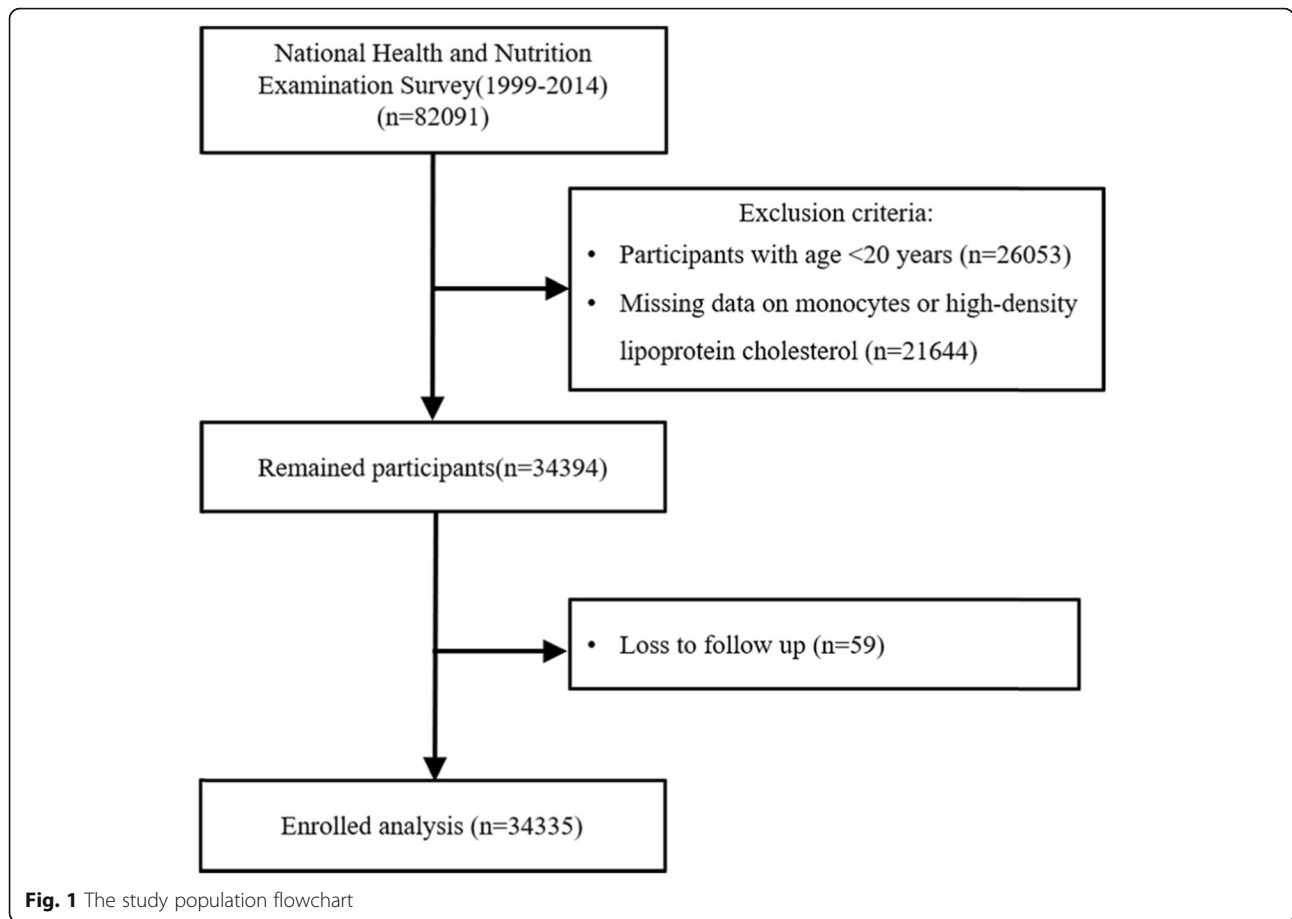 National Health and Nutrition
Examination Survey(1999-2014)
(n=82091)
Exclusion criteria:
• Participants with age <20 years (n=26053)
• Missing data on monocytes or high-density
lipoprotein cholesterol (n=21644)
Remained participants(n=34394)
• Loss to follow up (n=59)
Enrolled analysis (n=34335)
Fig. 1 The study population flowchart